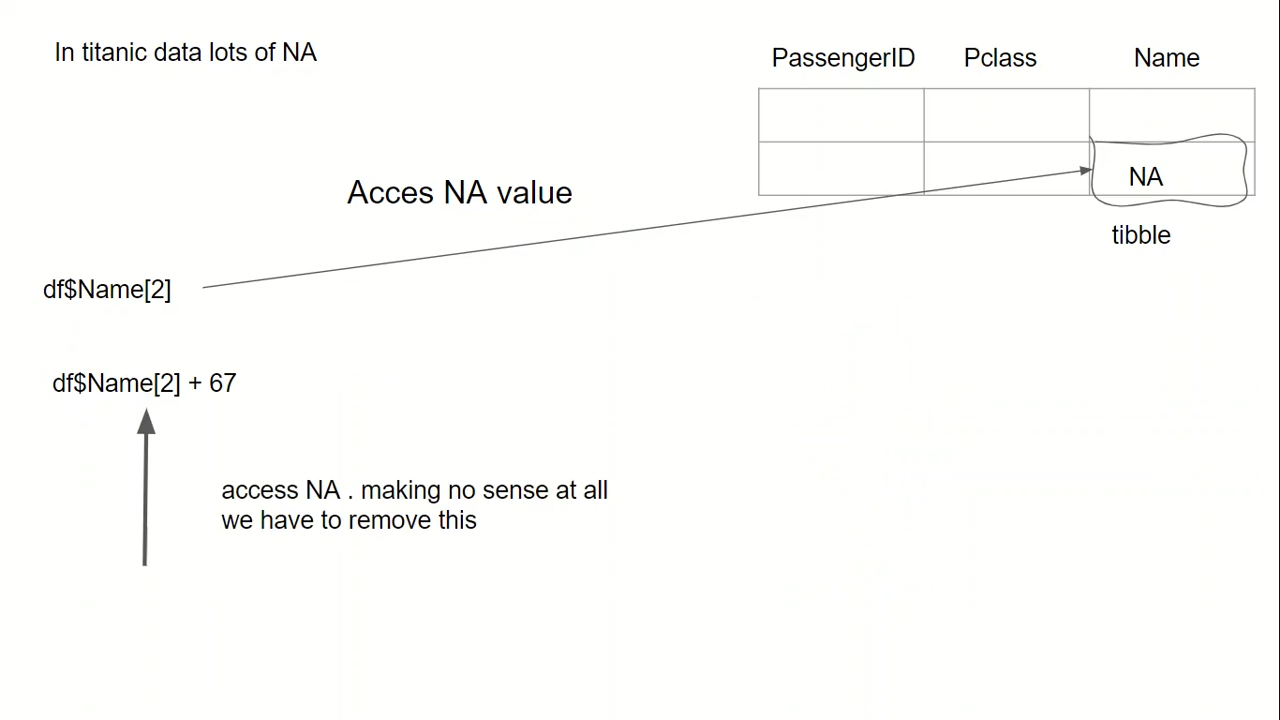 In titanic data lots of NA
PassengerID Pclass Name
Acces NA value
NA
tibble
df$Name[2]
df$Name[2] + 67
access NA . making no sense at all
we have to remove this